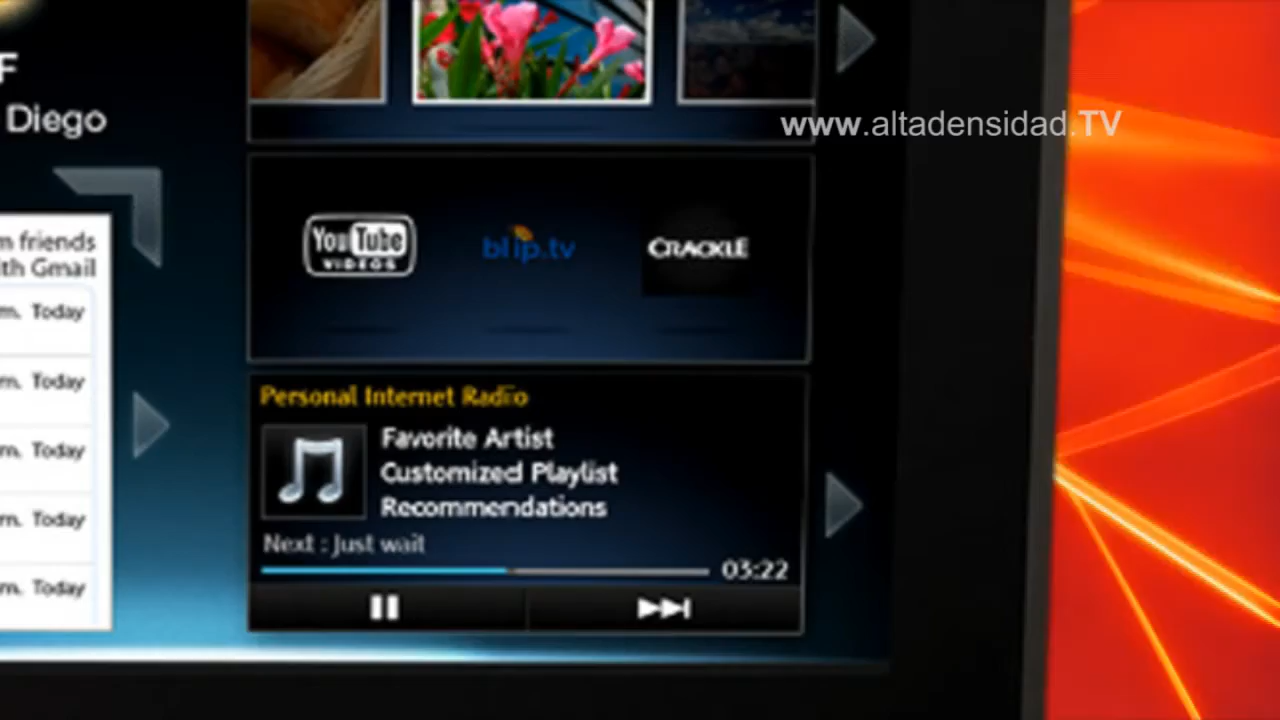 F
Diego
www.altadensidad.TV
m friends
ith Gmail
m. Today
m. Today
m. Today
m. Today
m. Today
YouTube
VIDEOS
blip.tv
CRACKLE
Personal Internet Radio
Favorite Artist
Customized Playlist
Recommendations
Next : Just wait
03:22